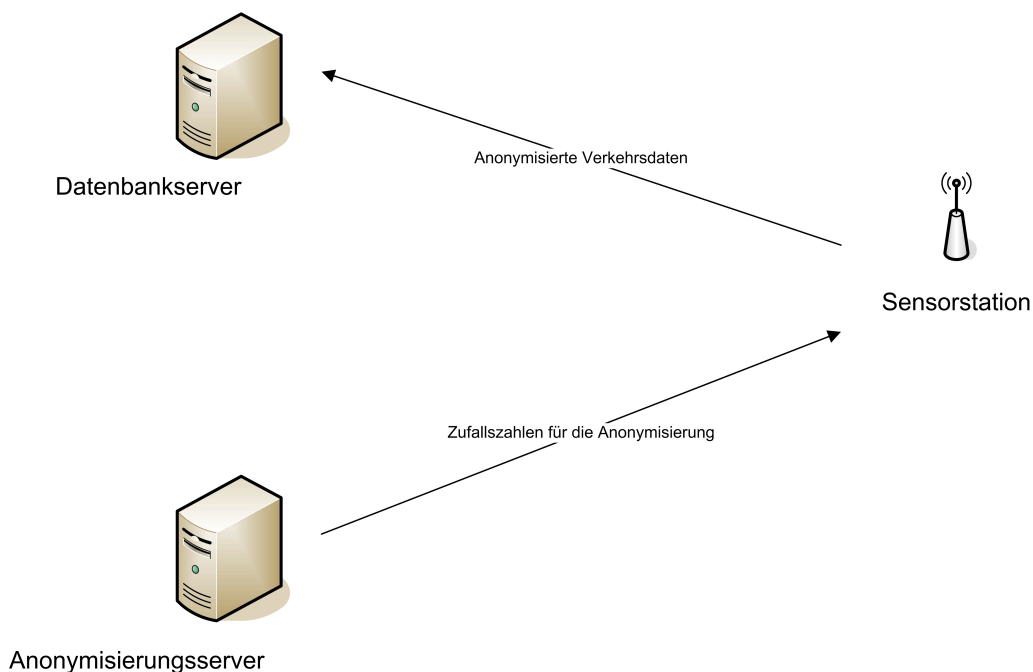 Anonymisierte Verkehrsdaten
Datenbankserver
Sensorstation
Zufallszahlen für die Anonymisierung
Anonymisierungsserver